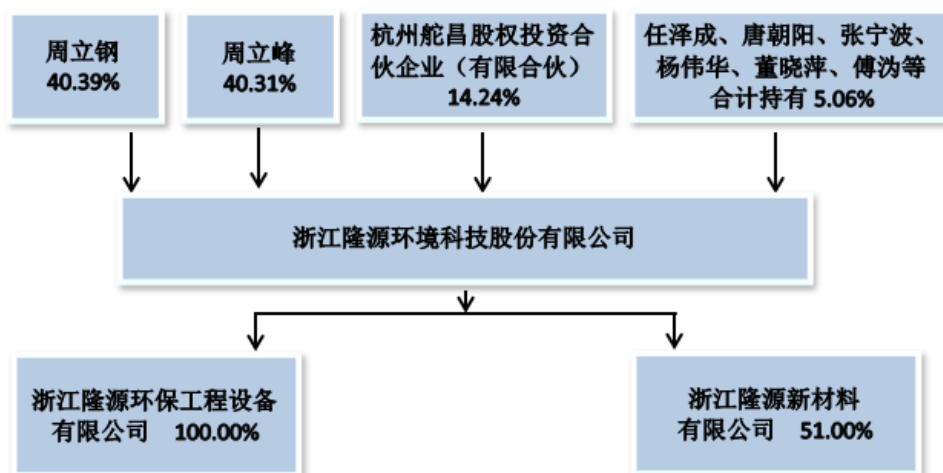 周立钢
40.39%
周立峰
40.31%
杭州舵昌股权投资合
伙企业（有限合伙）
14.24%
任泽成、唐朝阳、张宁波、
杨伟华、董晓萍、傅沩等
合计持有 5.06%
浙江隆源环境科技股份有限公司
浙江隆源环保工程设备
有限公司 100.00%
浙江隆源新材料
有限公司 51.00%